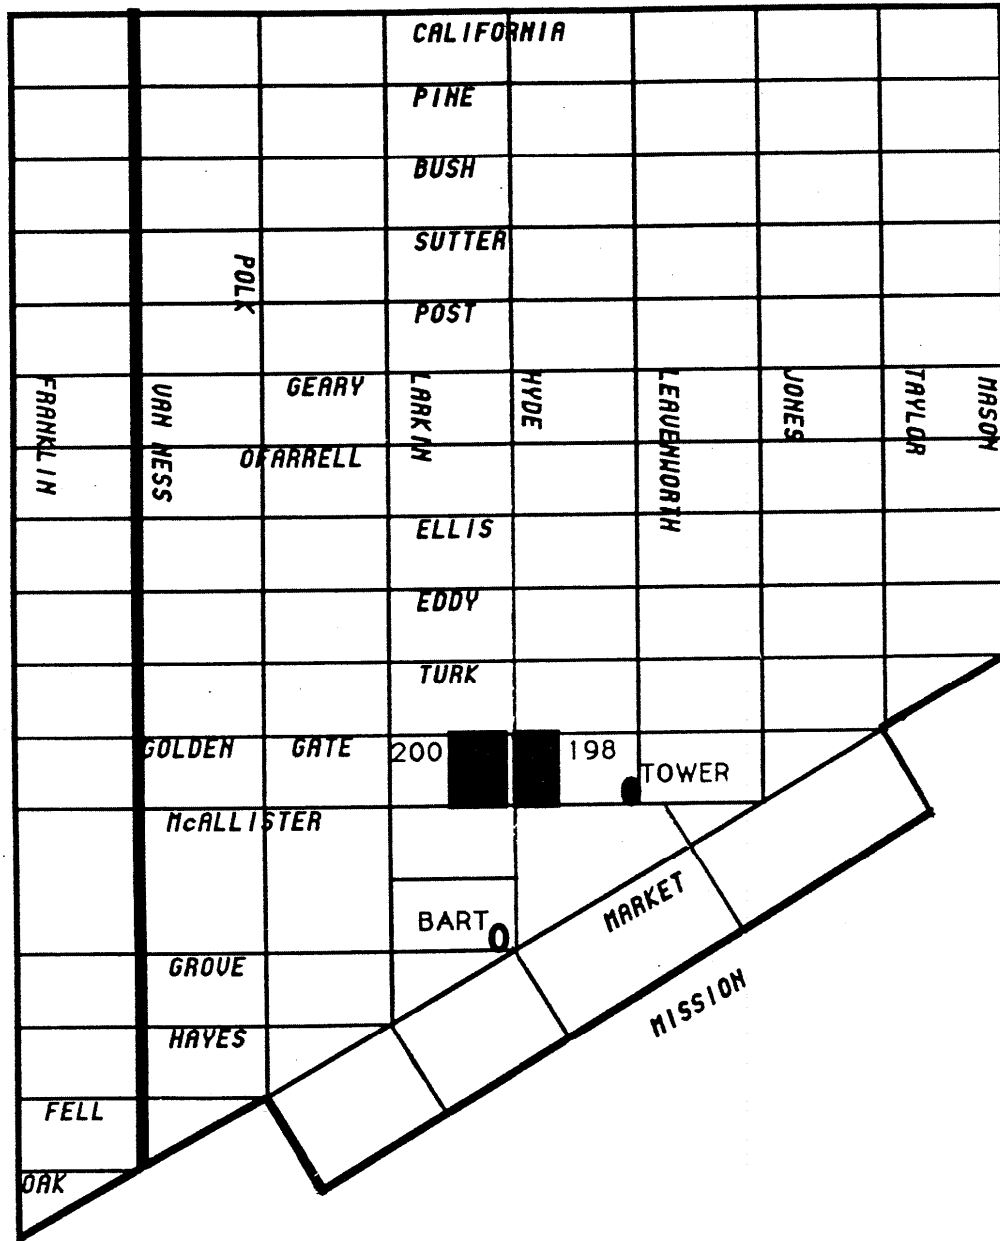 CALIFORNIA
PINE
BUSH
SUTTER
POLK
POST
FRANKLIN
VAN NESS
GEARY
LARKIN
HYDE
LEAVENWORTH
JONES
TAYLOR
MASON
OFARRELL
ELLIS
EDDY
TURK
GOLDEN GATE 200 198
TOWER
McALLISTER
MARKET
BART
GROVE
MISSION
HAYES
FELL
OAK